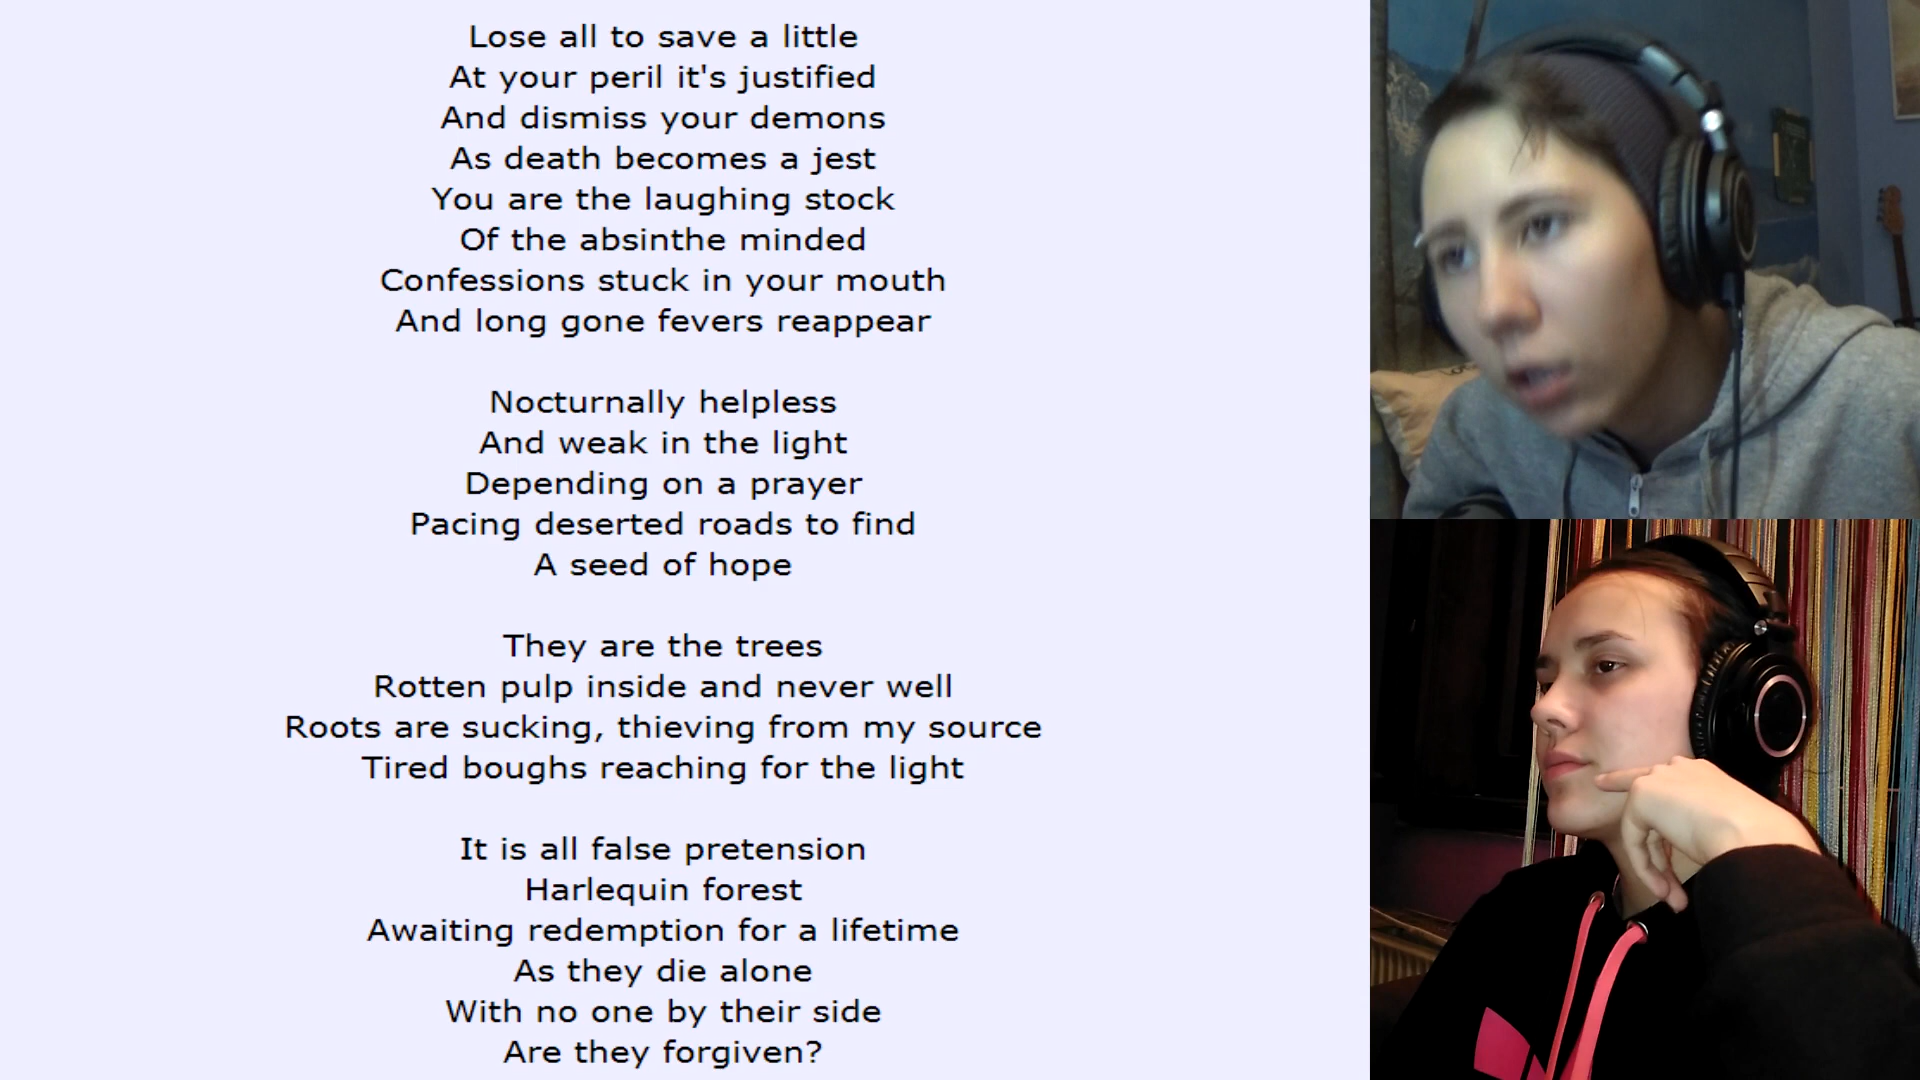 Lose all to save a little
At your peril it's justified
And dismiss your demons
As death becomes a jest
You are the laughing stock
Of the absinthe minded
Confessions stuck in your mouth
And long gone fevers reappear
Nocturnally helpless
And weak in the light
Depending on a prayer
Pacing deserted roads to find
A seed of hope
They are the trees
Rotten pulp inside and never well
Roots are sucking, thieving from my source
Tired boughs reaching for the light
It is all false pretension
Harlequin forest
Awaiting redemption for a lifetime
As they die alone
With no one by their side
Are they forgiven?